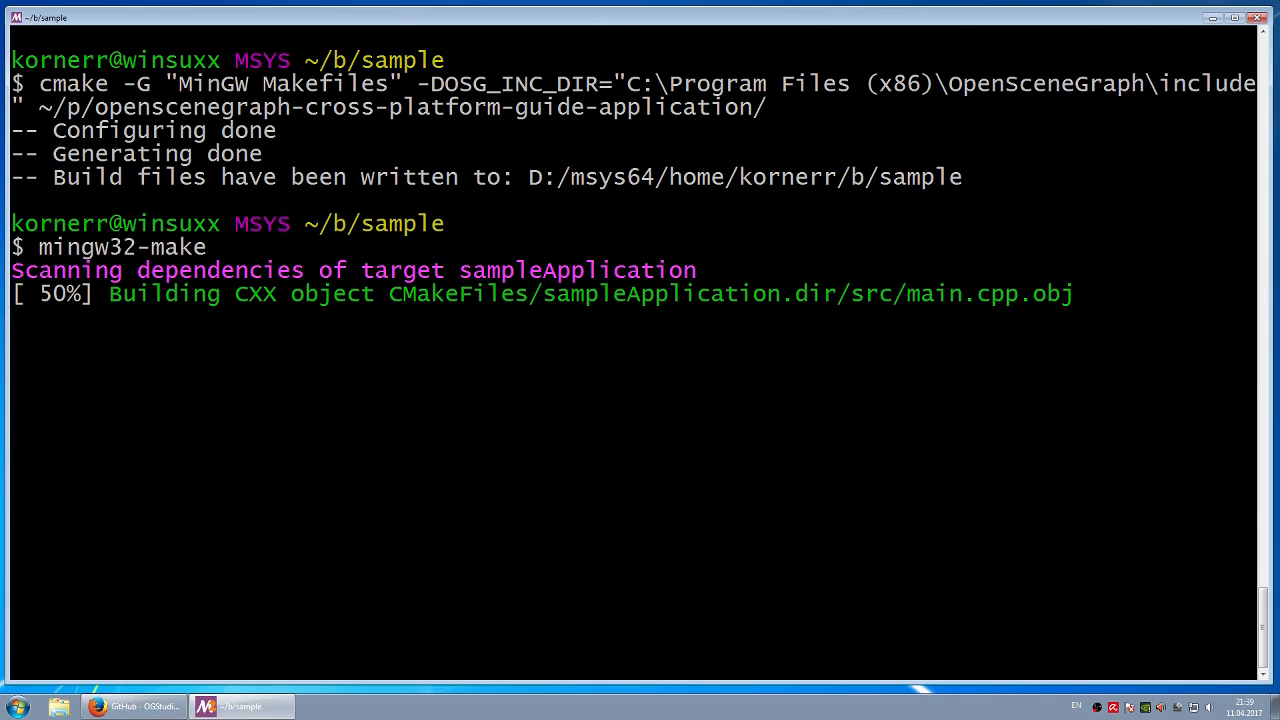 ~/b/sample
kornerr@winsuxx MSYS ~/b/sample
$ cmake -G "MinGW Makefiles" -DOSG_INC_DIR="C:\Program Files (x86)\OpenSceneGraph\include
" ~/p/openscenegraph-cross-platform-guide-application/
-- Configuring done
-- Generating done
-- Build files have been written to: D:/msys64/home/kornerr/b/sample
kornerr@winsuxx MSYS ~/b/sample
$ mingw32-make
Scanning dependencies of target sampleApplication
[ 50%] Building CXX object CMakeFiles/sampleApplication.dir/src/main.cpp.obj
GitHub - OGStudi... ~/b/sample EN 21:39
11.04.2017